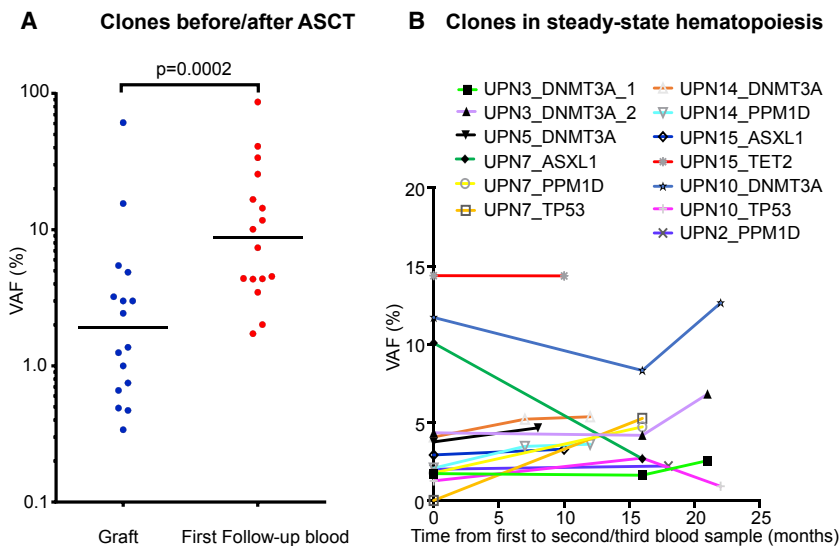 A Clones before/after ASCT
p=0.0002
100
10
1.0
0.1
VAF (%)
Graft First Follow-up blood
B Clones in steady-state hematopoiesis
UPN3_DNMT3A_1
UPN3_DNMT3A_2
UPN5_DNMT3A
UPN7_ASXL1
UPN7_PPM1D
UPN7_TP53
UPN14_DNMT3A
UPN14_PPM1D
UPN15_ASXL1
UPN15_TET2
UPN10_DNMT3A
UPN10_TP53
UPN2_PPM1D
20
15
10
5
0
VAF (%)
0 5 10 15 20 25
Time from first to second/third blood sample (months)